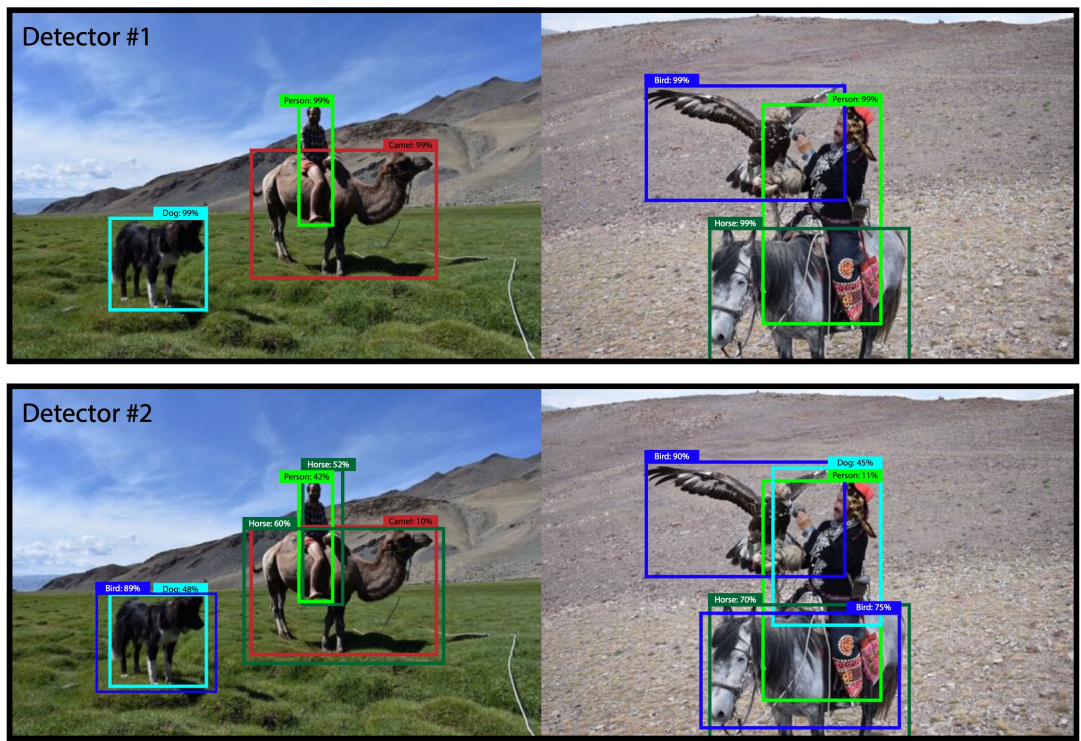 Detector #1
Person: 99%
Camel: 99%
Dog: 99%
Bird: 99%
Person: 99%
Horse: 99%
Detector #2
Horse: 52%
Person: 42%
Horse: 60%
Camel: 10%
Bird: 89%
Dog: 48%
Bird: 90%
Dog: 45%
Person: 11%
Horse: 70%
Bird: 75%